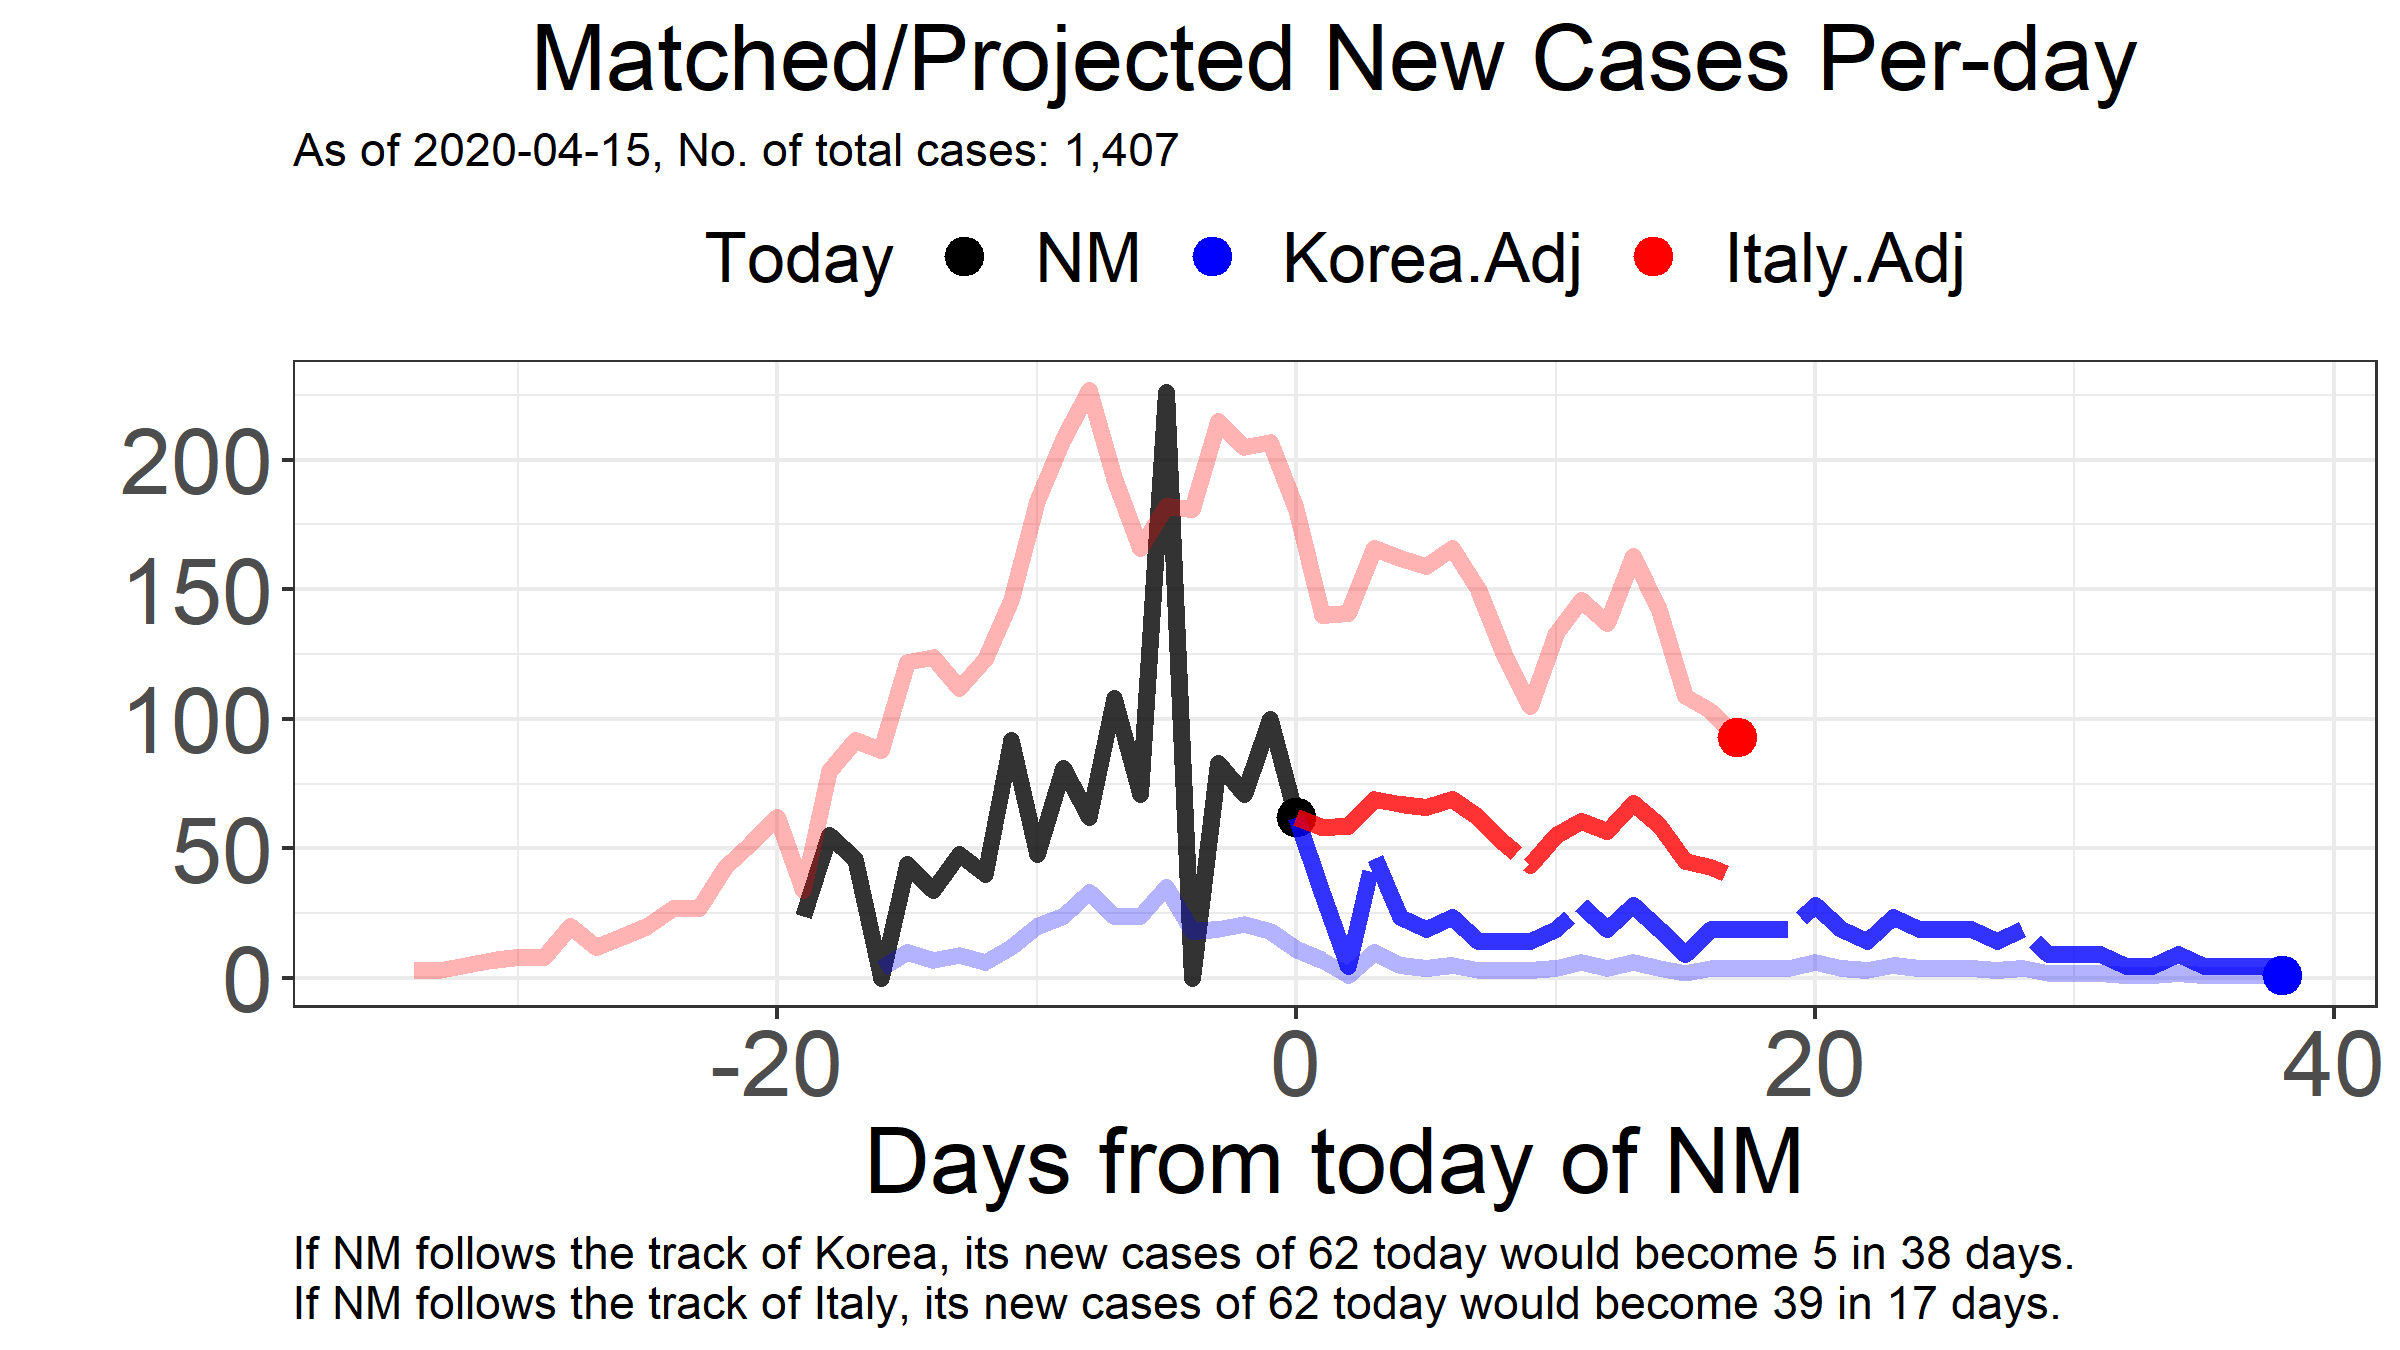 Matched/Projected New Cases Per-day
As of 2020-04-15, No. of total cases: 1,407
Today NM Korea.Adj Italy.Adj
200
150
100
50
0
-20 0 20 40
Days from today of NM
If NM follows the track of Korea, its new cases of 62 today would become 5 in 38 days.
If NM follows the track of Italy, its new cases of 62 today would become 39 in 17 days.